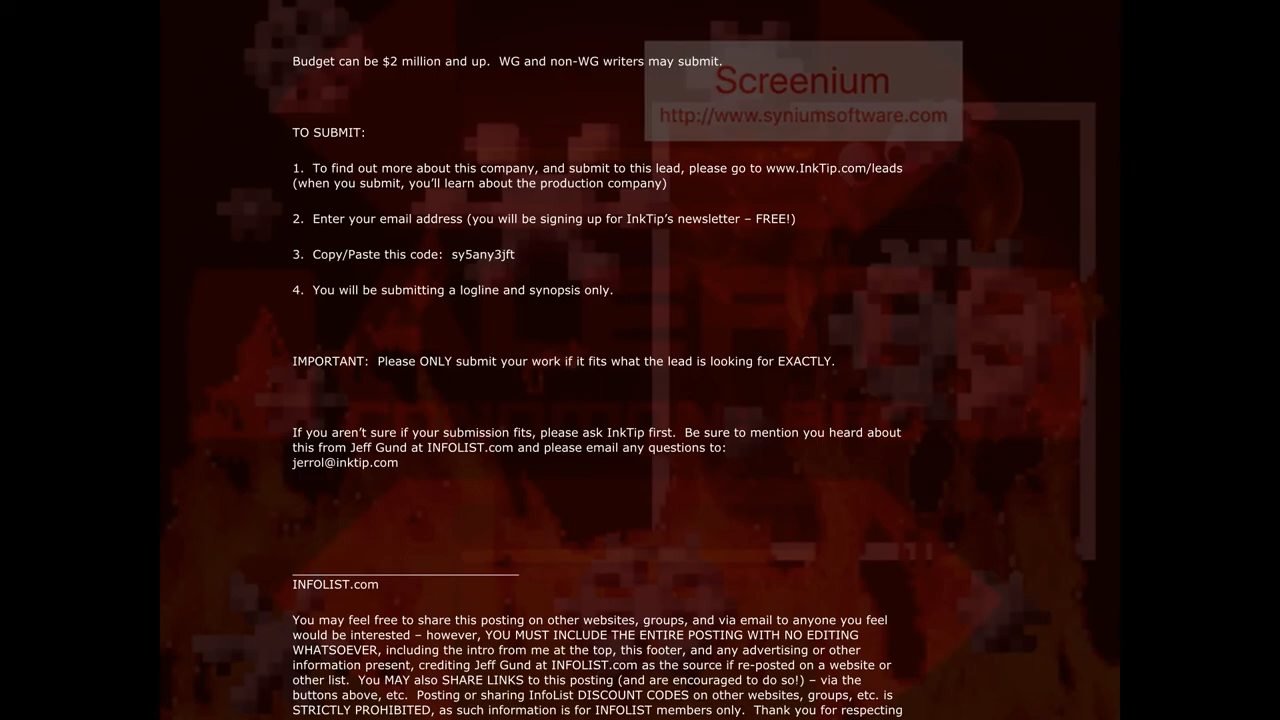 Budget can be $2 million and up.  WG and non-WG writers may submit.
Screenium
http://www.syniumsoftware.com
TO SUBMIT:
1.  To find out more about this company, and submit to this lead, please go to www.InkTip.com/leads
(when you submit, you’ll learn about the production company)
2.  Enter your email address (you will be signing up for InkTip’s newsletter – FREE!)
3.  Copy/Paste this code:  sy5any3jft
4.  You will be submitting a logline and synopsis only.
IMPORTANT:  Please ONLY submit your work if it fits what the lead is looking for EXACTLY.
If you aren’t sure if your submission fits, please ask InkTip first.  Be sure to mention you heard about
this from Jeff Gund at INFOLIST.com and please email any questions to:
jerrol@inktip.com
INFOLIST.com
You may feel free to share this posting on other websites, groups, and via email to anyone you feel
would be interested – however, YOU MUST INCLUDE THE ENTIRE POSTING WITH NO EDITING
WHATSOEVER, including the intro from me at the top, this footer, and any advertising or other
information present, crediting Jeff Gund at INFOLIST.com as the source if re-posted on a website or
other list.  You MAY also SHARE LINKS to this posting (and are encouraged to do so!) – via the
buttons above, etc.  Posting or sharing InfoList DISCOUNT CODES on other websites, groups, etc. is
STRICTLY PROHIBITED, as such information is for INFOLIST members only.  Thank you for respecting